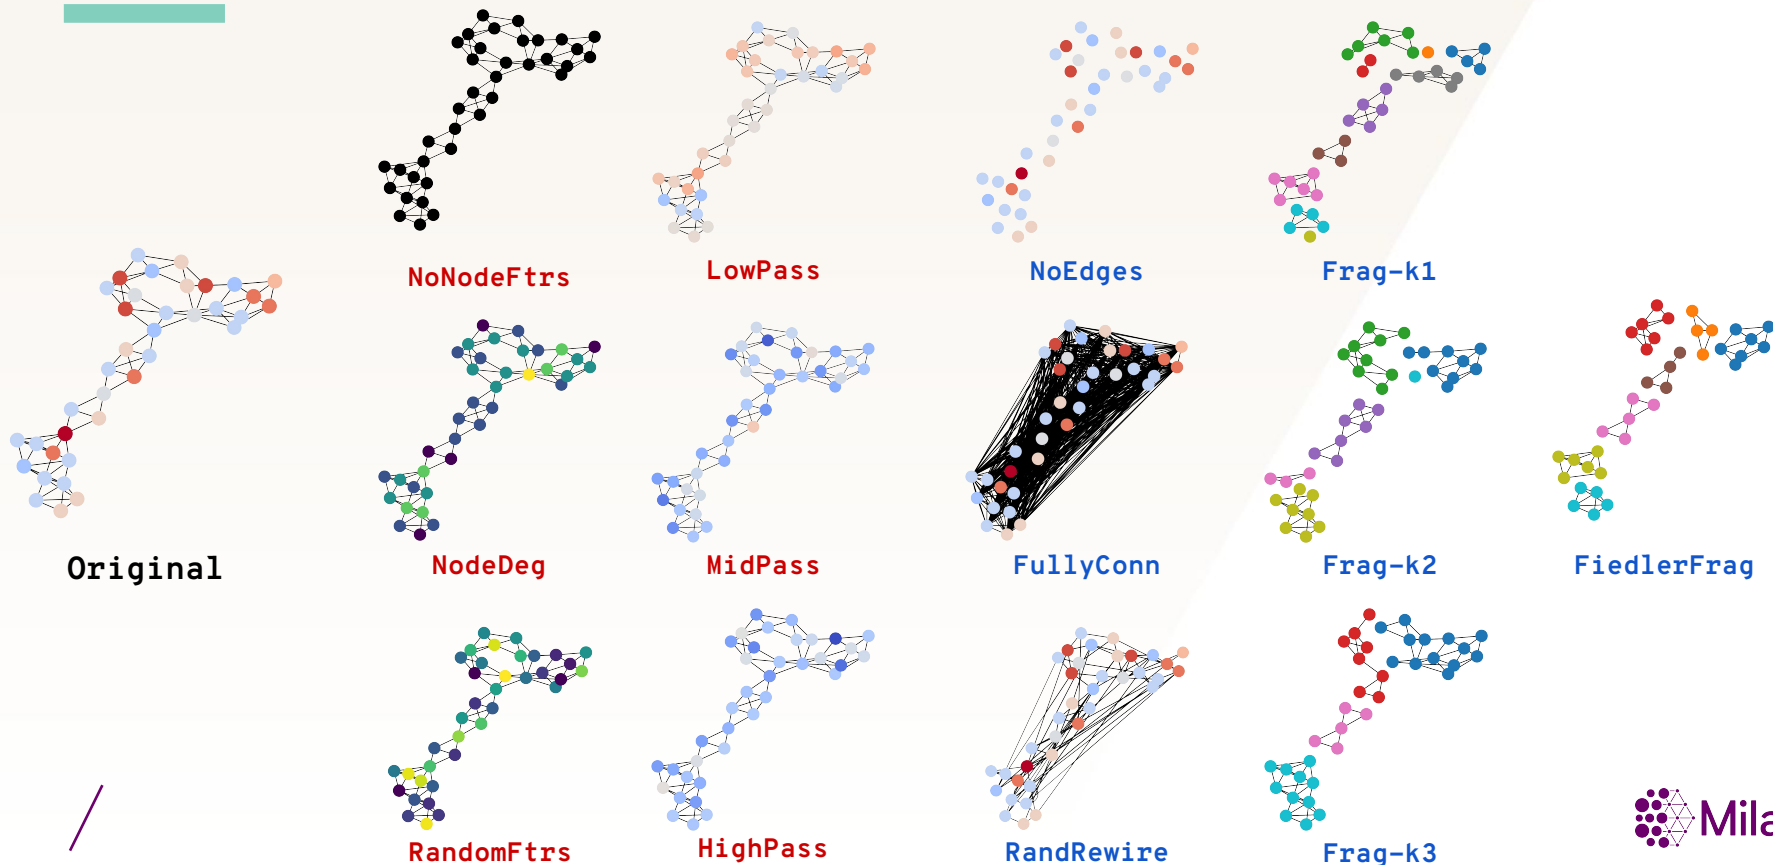 NoNodeFtrs
LowPass
NoEdges
Frag-k1
Original
NodeDeg
MidPass
FullyConn
Frag-k2
FiedlerFrag
RandomFtrs
HighPass
RandRewire
Frag-k3
Mila